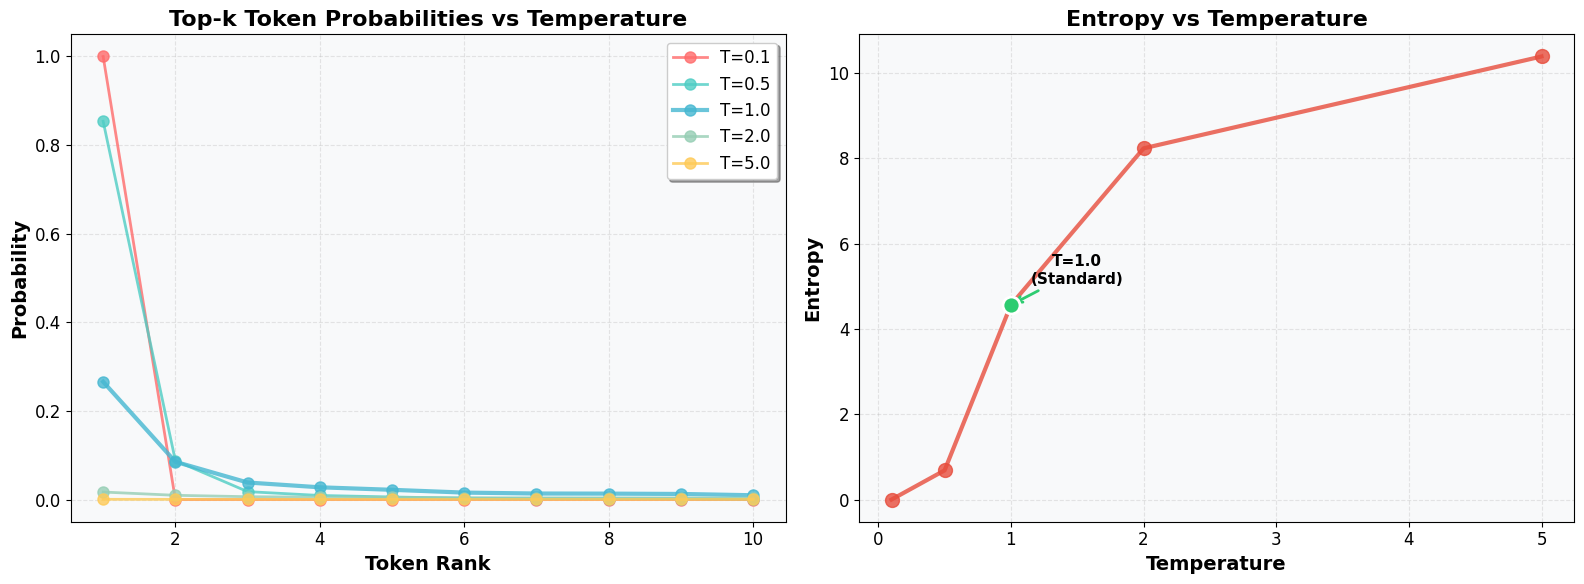 Top-k Token Probabilities vs Temperature
1.0
0.8
0.6
0.4
0.2
0.0
Probability
2
4
6
8
10
Token Rank
T=0.1
T=0.5
T=1.0
T=2.0
T=5.0
Entropy vs Temperature
10
8
6
4
2
0
Entropy
T=1.0
(Standard)
0
1
2
3
4
5
Temperature